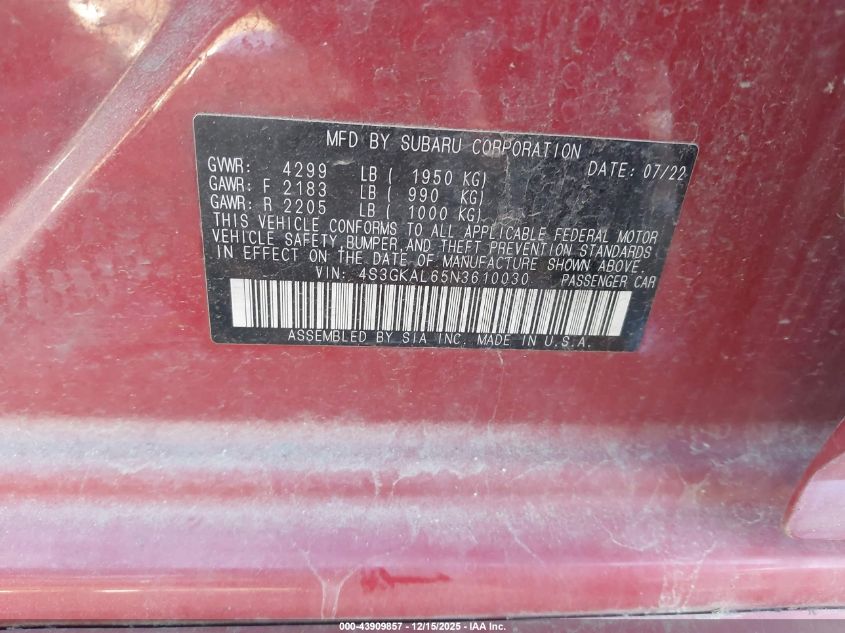 MFD BY SUBARU CORPORATION
GVWR: 4299 LB ( 1950 KG) DATE: 07/22
GAWR: F 2183 LB ( 990 KG)
GAWR: R 2205 LB ( 1000 KG)
THIS VEHICLE CONFORMS TO ALL APPLICABLE FEDERAL MOTOR
VEHICLE SAFETY, BUMPER, AND THEFT PREVENTION STANDARDS
IN EFFECT ON THE DATE OF MANUFACTURE SHOWN ABOVE.
VIN: 4S3GKAL65N3610030 PASSENGER CAR
ASSEMBLED BY SIA INC. MADE IN U.S.A.
000-43909857 - 12/15/2025 - IAA Inc.